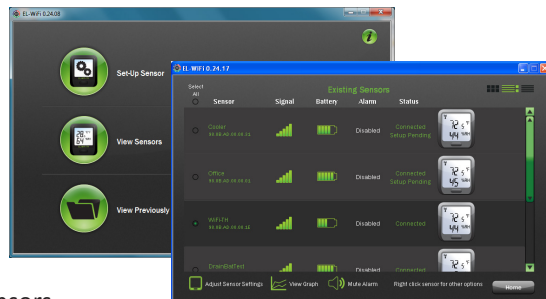 EL-WiFi 0.24.08
Set-Up Sensor
View Sensors
View Previously
EL-WiFi 0.24.17
Existing Sensors
Select
All
Sensor Signal Battery Alarm Status
Cooler
Disabled
Connected
Setup Pending
Office
Disabled
Connected
Setup Pending
WiFi-TH
Disabled
Connected
DrainBatTest
Disabled
Connected
Adjust Sensor Settings View Graph Mute Alarm Right click sensor for other options Home